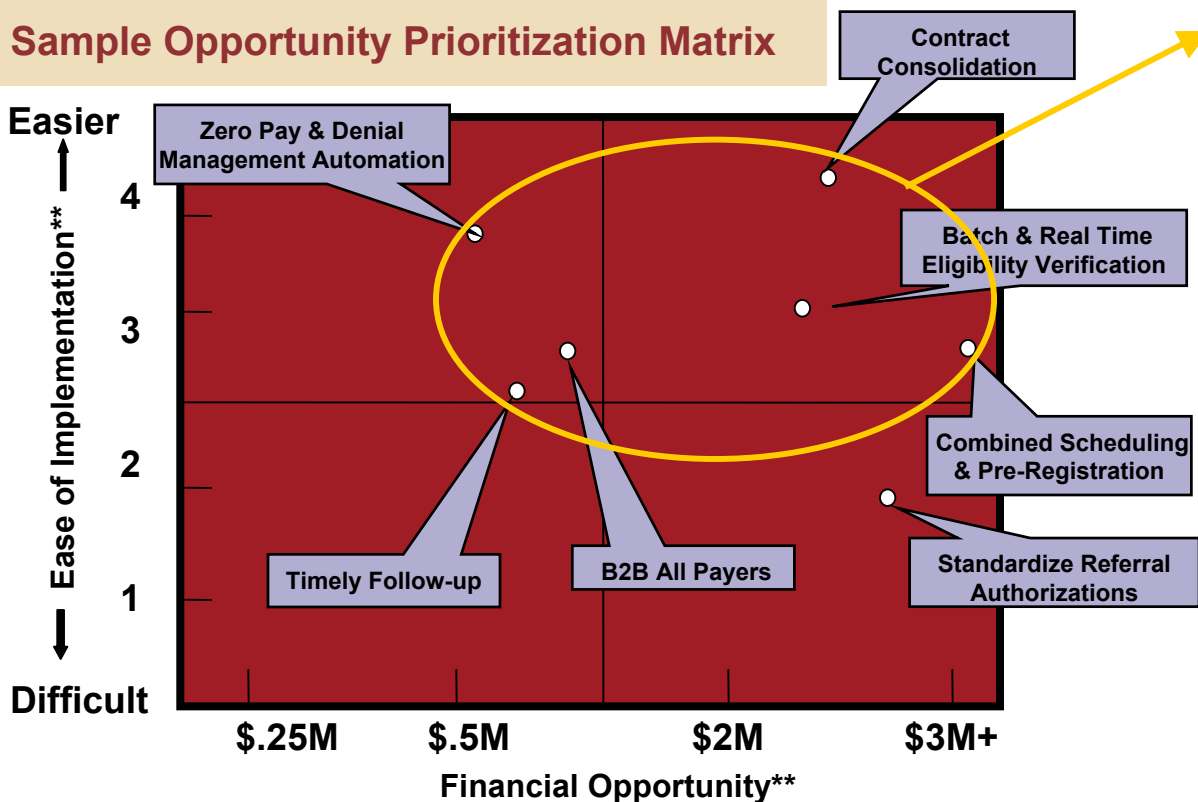 Sample Opportunity Prioritization Matrix
Contract
Consolidation
Easier
Zero Pay & Denial
Management Automation
4
Batch & Real Time
Eligibility Verification
3
Ease of Implementation**
Combined Scheduling
& Pre-Registration
2
Timely Follow-up
B2B All Payers
Standardize Referral
Authorizations
1
Difficult
$.25M
$.5M
$2M
$3M+
Financial Opportunity**